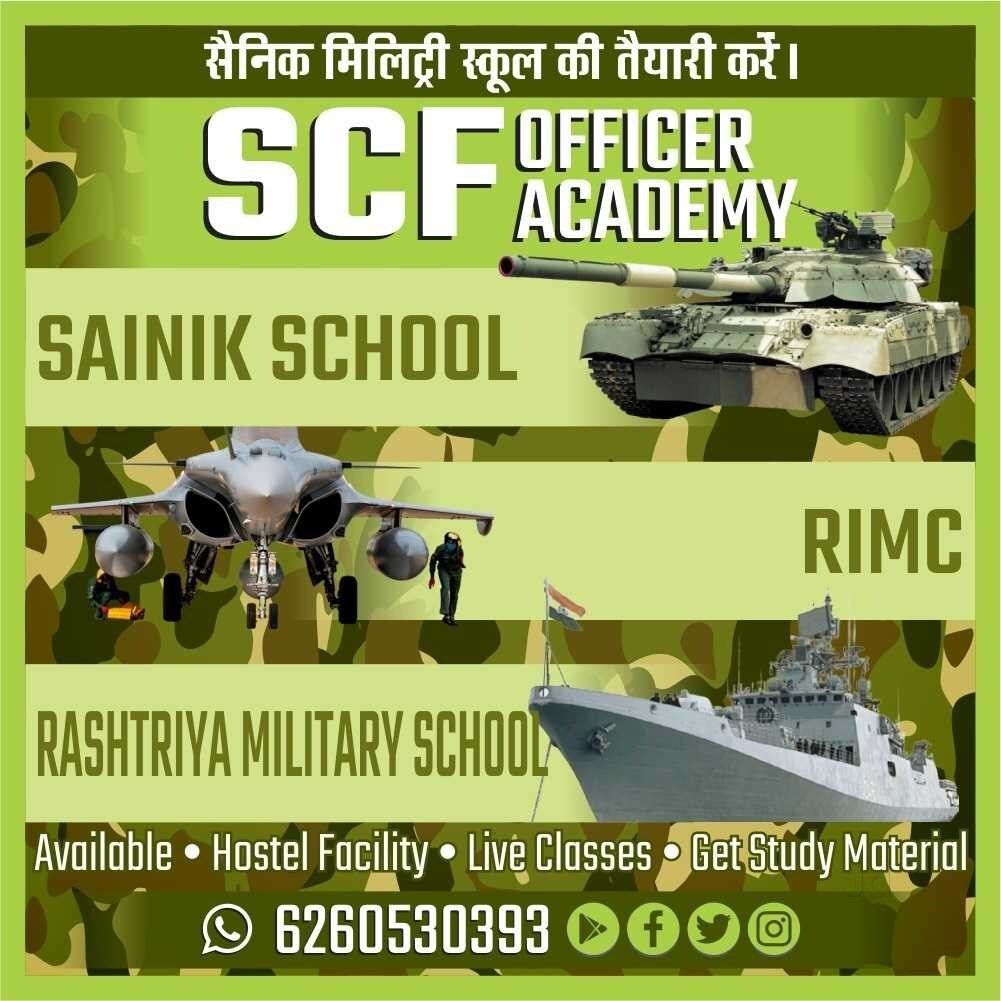 सैनिक मिलिट्री स्कूल की तैयारी करें।
SCF OFFICER
ACADEMY
SAINIK SCHOOL
RIMC
RASHTRIYA MILITARY SCHOOL
Available • Hostel Facility • Live Classes • Get Study Material
6260530393